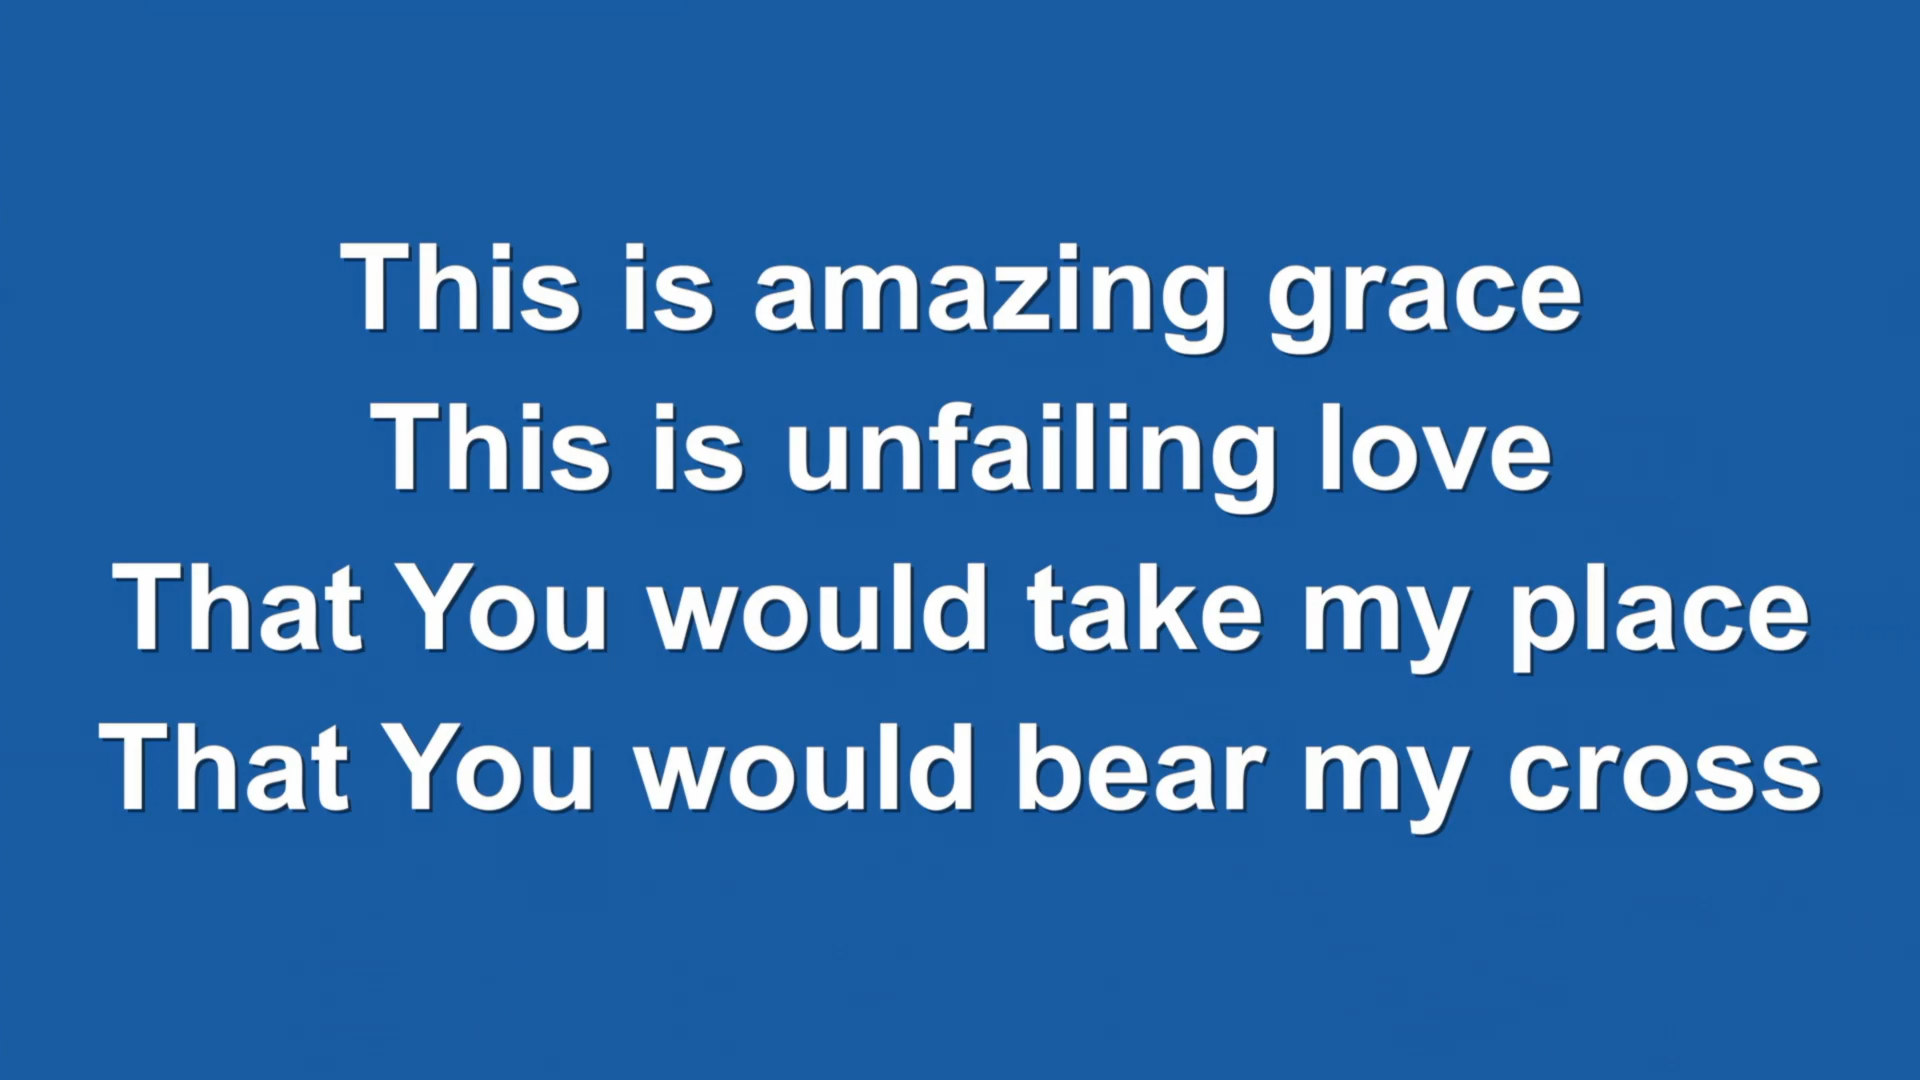 This is amazing grace
This is unfailing love
That You would take my place
That You would bear my cross